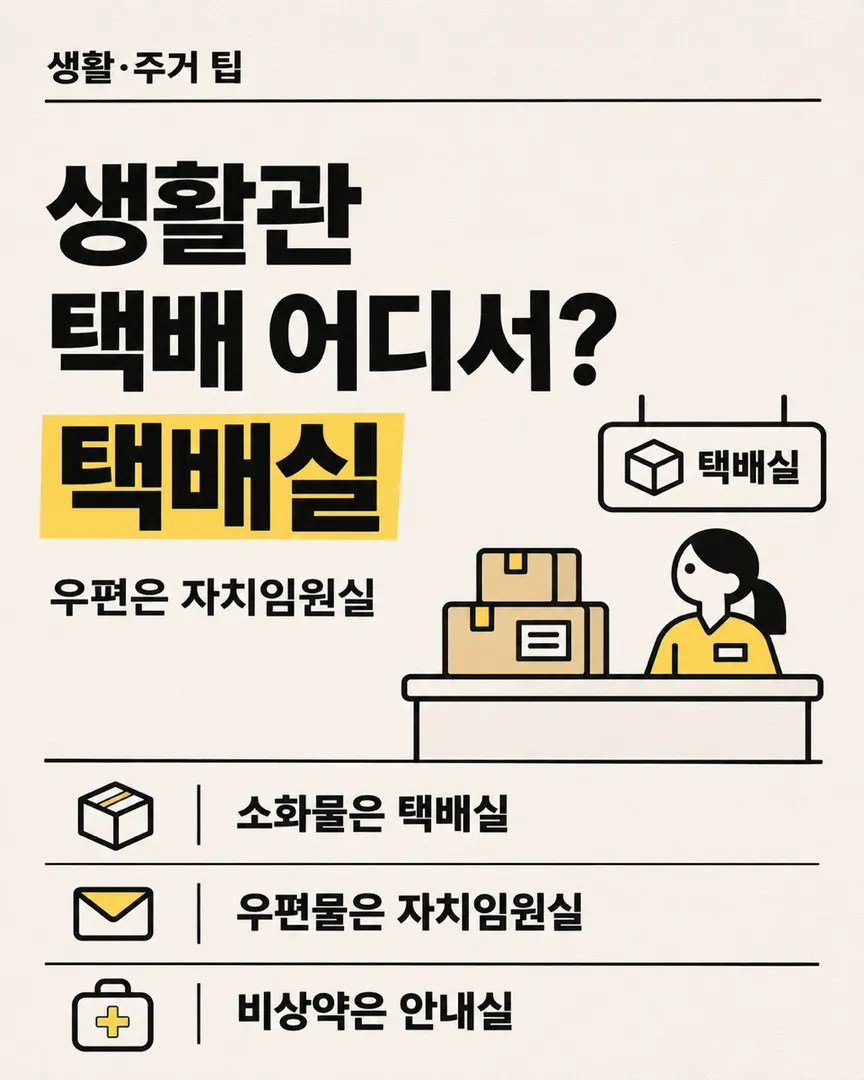 생활·주거 팁
생활관
택배 어디서?
택배실
택배실
우편은 자치임원실
소화물은 택배실
우편물은 자치임원실
비상약은 안내실